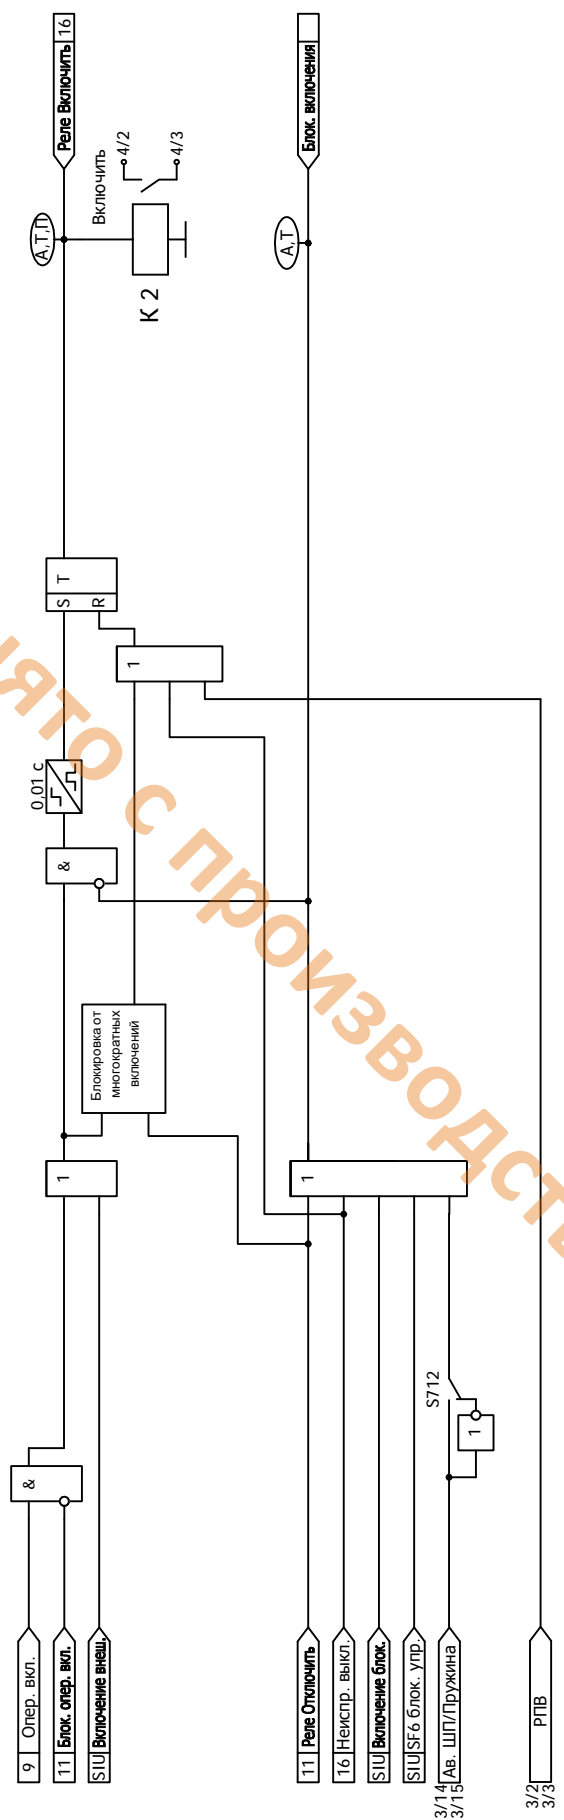 Реле Включить 16
Блок. включения
А,Т,П
А,Т
Включить
4/2
4/3
К 2
S T
R
1
0,01 с
&
Блокировка от
многократных
включений
1
1
&
S712
1
9 Опер. вкл.
11 Блок. опер. вкл.
SIU Включение внеш.
11 Реле Отключить
16 Неиспр. выкл.
SIU Включение блок.
SIU SF6 блок. упр.
3/14
3/15
Ав. ШП/Пружина
3/2
3/3
РПВ
с производств